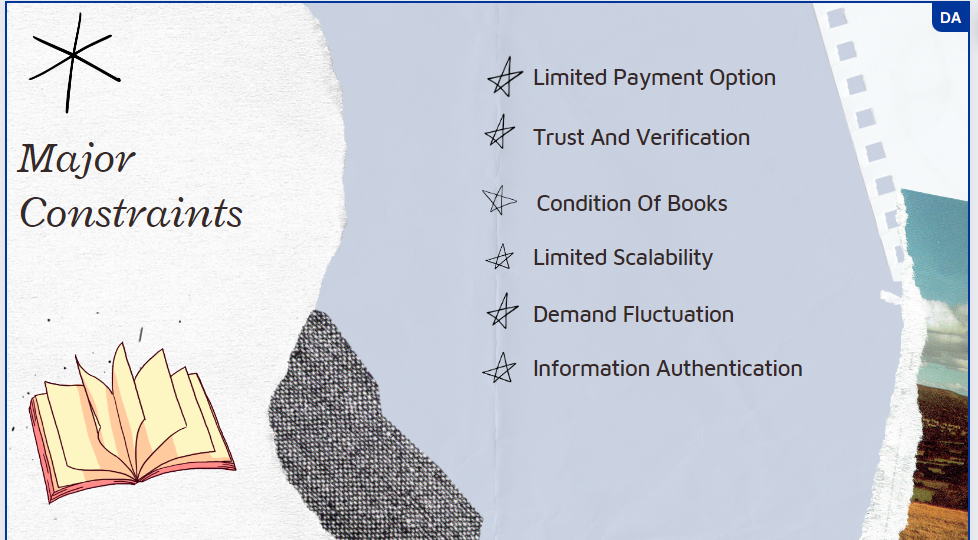 DA
Major
Constraints
Limited Payment Option
Trust And Verification
Condition Of Books
Limited Scalability
Demand Fluctuation
Information Authentication